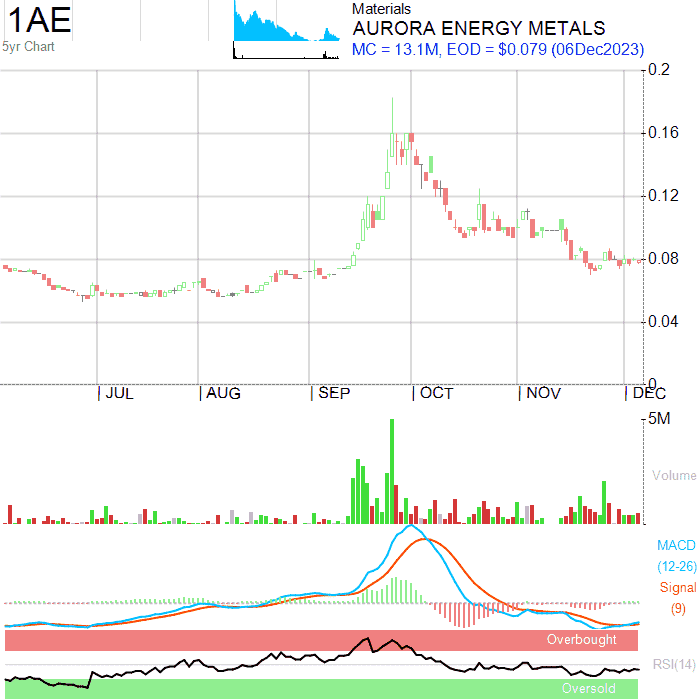 1AE
5yr Chart
Materials
AURORA ENERGY METALS
MC = 13.1M, EOD = $0.079 (06Dec2023)
0.2
0.16
0.12
0.08
0.04
0
JUL AUG SEP OCT NOV DEC
5M
Volume
MACD
(12-26)
Signal
(9)
Overbought
RSI(14)
Oversold